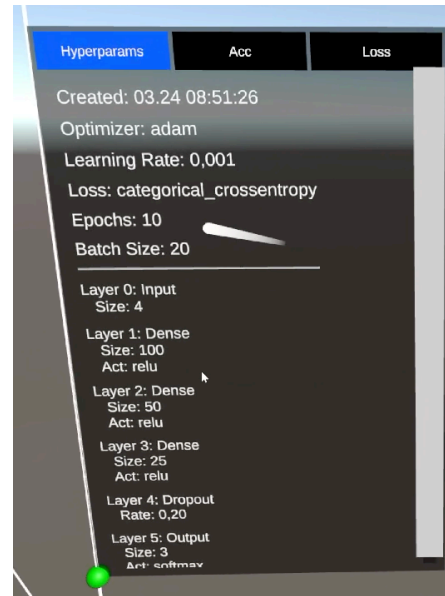 Hyperparams Acc Loss
Created: 03.24 08:51:26
Optimizer: adam
Learning Rate: 0,001
Loss: categorical_crossentropy
Epochs: 10
Batch Size: 20
Layer 0: Input
Size: 4
Layer 1: Dense
Size: 100
Act: relu
Layer 2: Dense
Size: 50
Act: relu
Layer 3: Dense
Size: 25
Act: relu
Layer 4: Dropout
Rate: 0,20
Layer 5: Output
Size: 3
Act: softmax